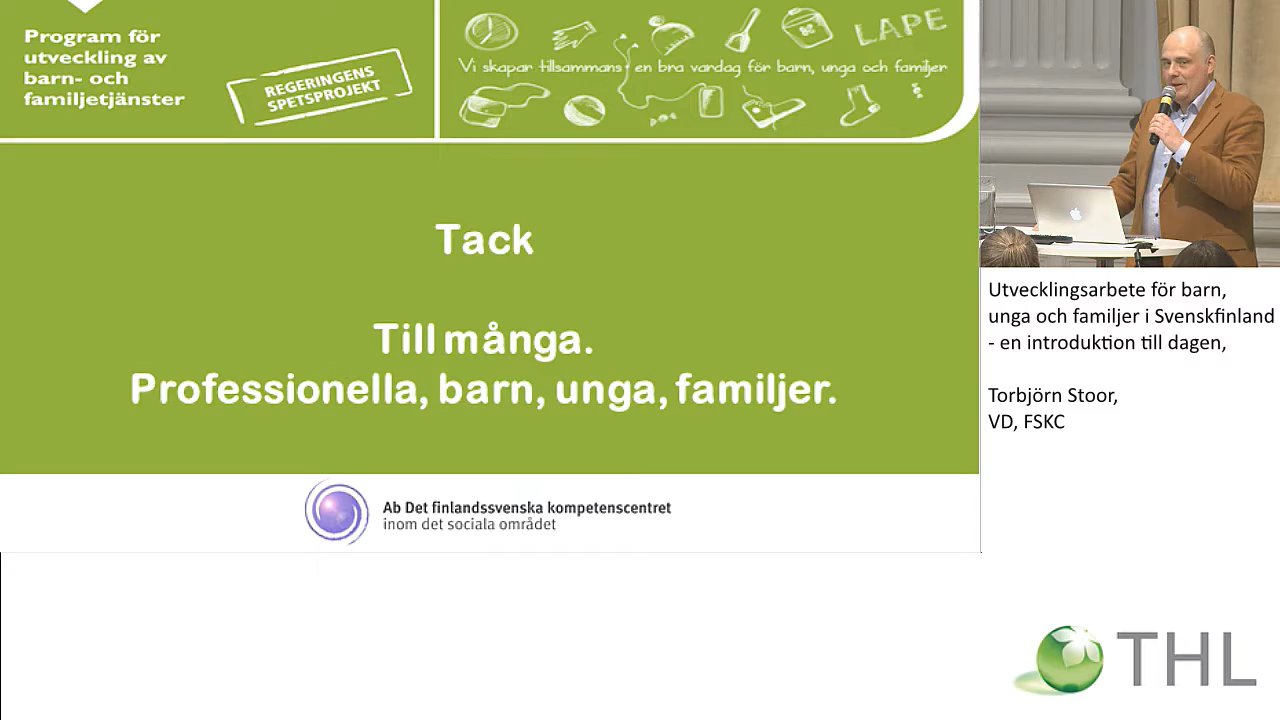 Program för
utveckling av
barn- och
familjetjänster
REGERINGENS
SPETSPROJEKT
LAPE
Vi skapar tillsammans en bra vardag för barn, unga och familjer
Tack
Till många.
Professionella, barn, unga, familjer.
Ab Det finlandssvenska kompetenscentret
inom det sociala området
Utvecklingsarbete för barn,
unga och familjer i Svenskfinland
- en introduktion till dagen,
Torbjörn Stoor,
VD, FSKC
THL